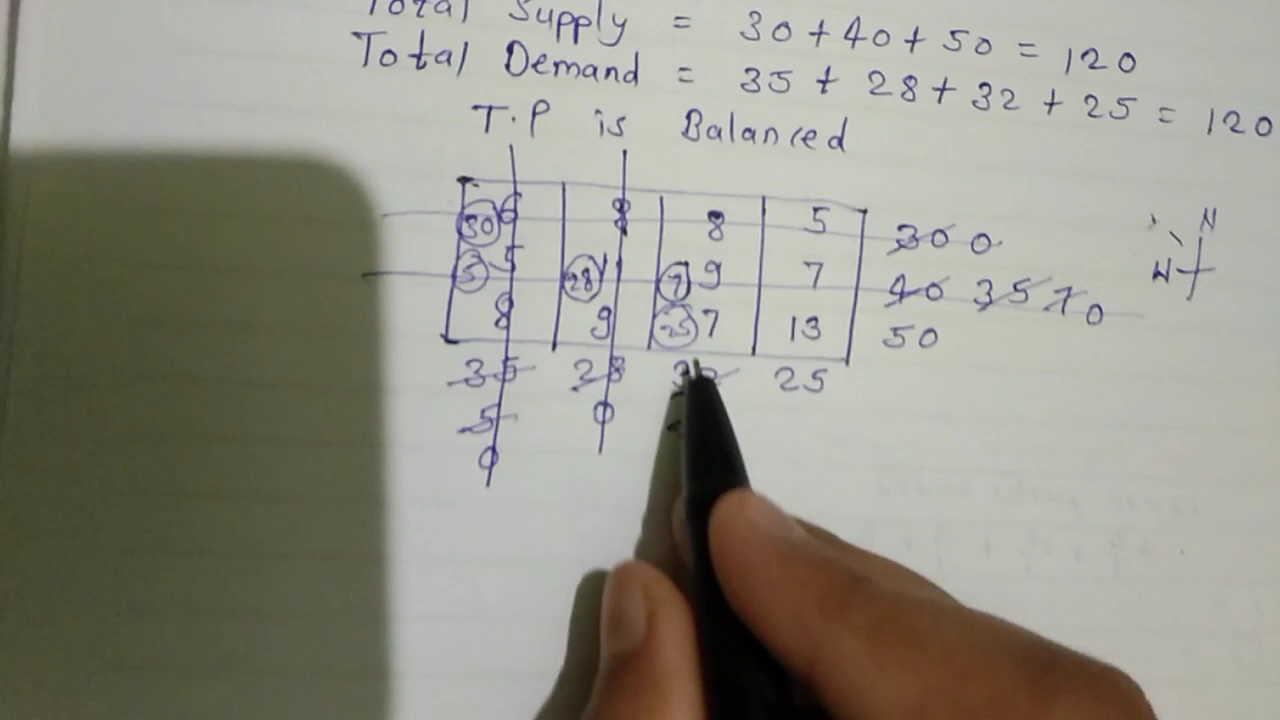 Total Supply = 30+40+50 = 120
Total Demand = 35 + 28+ 32 + 25 = 120
T.P is Balanced
30 6 8 8 5 30 0
5 5 28 11 7 9 7 40 35 7 0
8 9 25 7 13 50
35 28 32 25
5 0
0
N
W